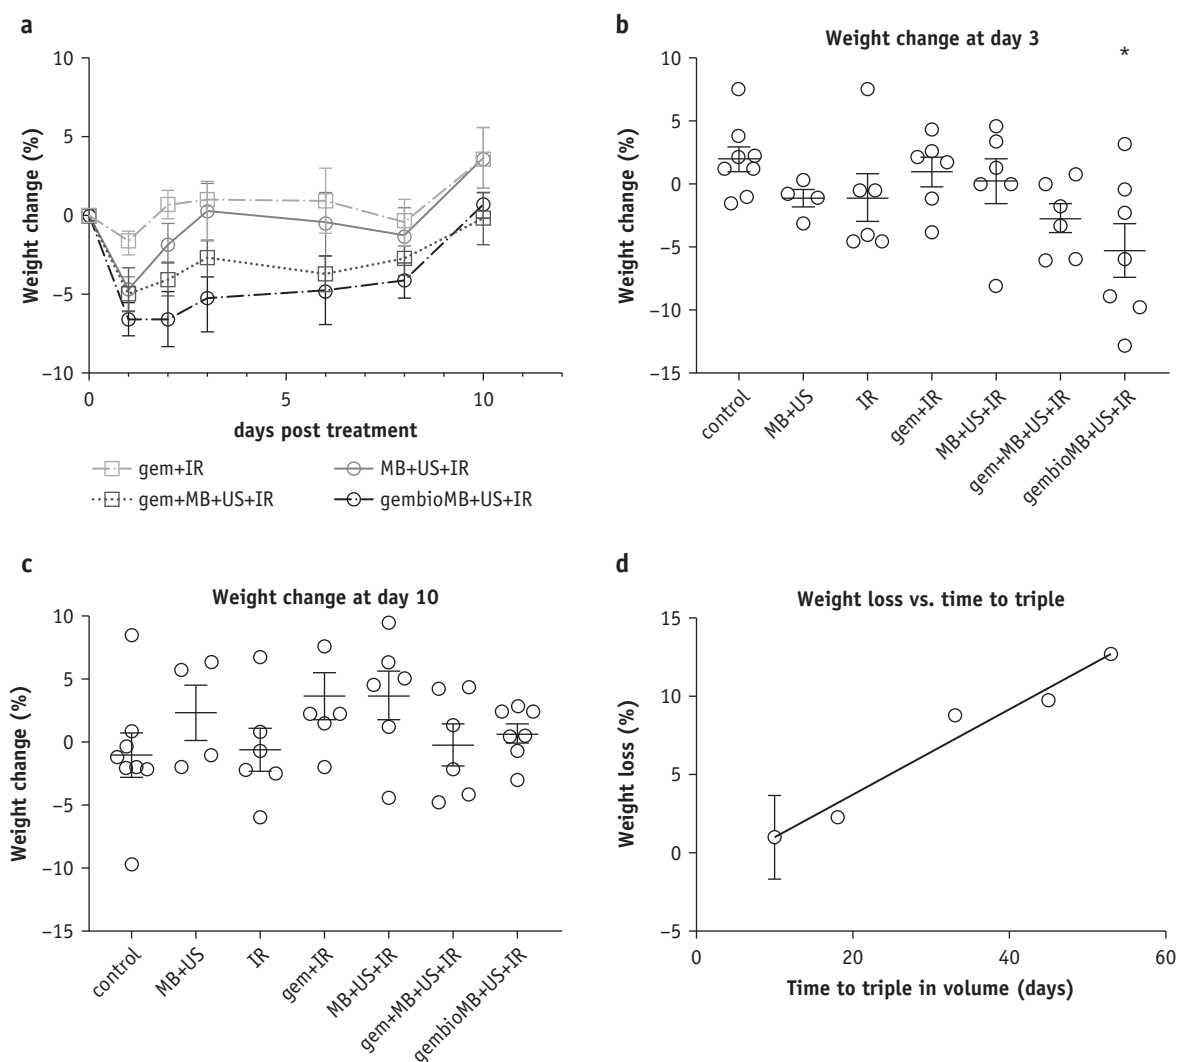 a
10
5
0
−5
−10
Weight change (%)
0
5
10
days post treatment
gem+IR
MB+US+IR
gem+MB+US+IR
gembioMB+US+IR
b
Weight change at day 3
*
10
5
0
−5
−10
−15
Weight change (%)
control
MB+US
IR
gem+IR
MB+US+IR
gem+MB+US+IR
gembioMB+US+IR
c
Weight change at day 10
10
5
0
−5
−10
−15
Weight change (%)
control
MB+US
IR
gem+IR
MB+US+IR
gem+MB+US+IR
gembioMB+US+IR
d
Weight loss vs. time to triple
15
10
5
0
−5
Weight loss (%)
0
20
40
60
Time to triple in volume (days)